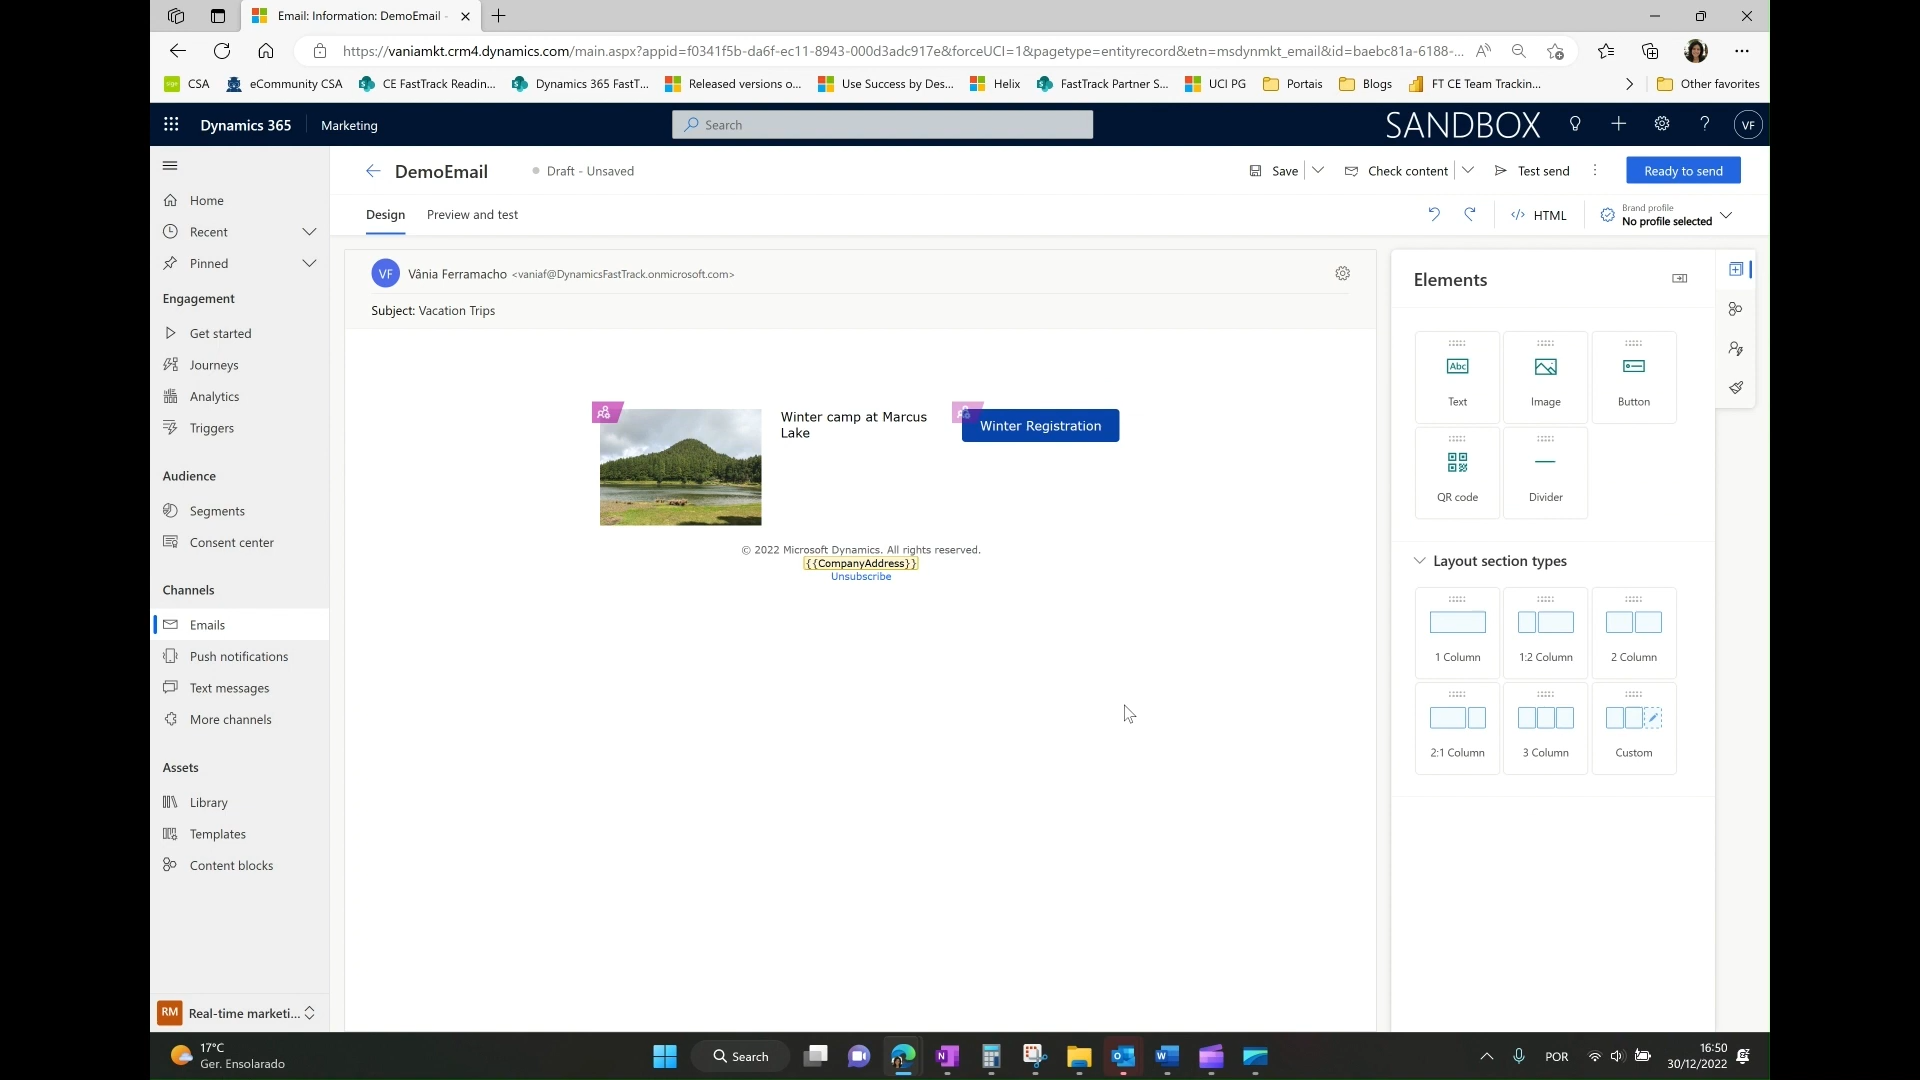 Email: Information: DemoEmail -
https://vaniamkt.crm4.dynamics.com/main.aspx?appid=f0341f5b-da6f-ec11-8943-000d3adc917e&forceUCI=1&pagetype=entityrecord&etn=msdynmkt_email&id=baebc81a-6188-...
CSA
eCommunity CSA
CE FastTrack Readin...
Dynamics 365 FastT...
Released versions o...
Use Success by Des...
Helix
FastTrack Partner S...
UCI PG
Portais
Blogs
FT CE Team Trackin...
Other favorites
Dynamics 365
Marketing
Search
SANDBOX
VF
DemoEmail
Draft - Unsaved
Save
Check content
Test send
Ready to send
Home
Recent
Pinned
Engagement
Get started
Journeys
Analytics
Triggers
Audience
Segments
Consent center
Channels
Emails
Push notifications
Text messages
More channels
Assets
Library
Templates
Content blocks
RM
Real-time marketi...
Design
Preview and test
HTML
Brand profile
No profile selected
VF
Vânia Ferramacho <vaniaf@DynamicsFastTrack.onmicrosoft.com>
Subject: Vacation Trips
Winter camp at Marcus
Lake
Winter Registration
© 2022 Microsoft Dynamics. All rights reserved.
{{CompanyAddress}}
Unsubscribe
Elements
Abc
Text
Image
Button
QR code
Divider
Layout section types
1 Column
1:2 Column
2 Column
2:1 Column
3 Column
Custom
17°C
Ger. Ensolarado
Search
POR
16:50
30/12/2022